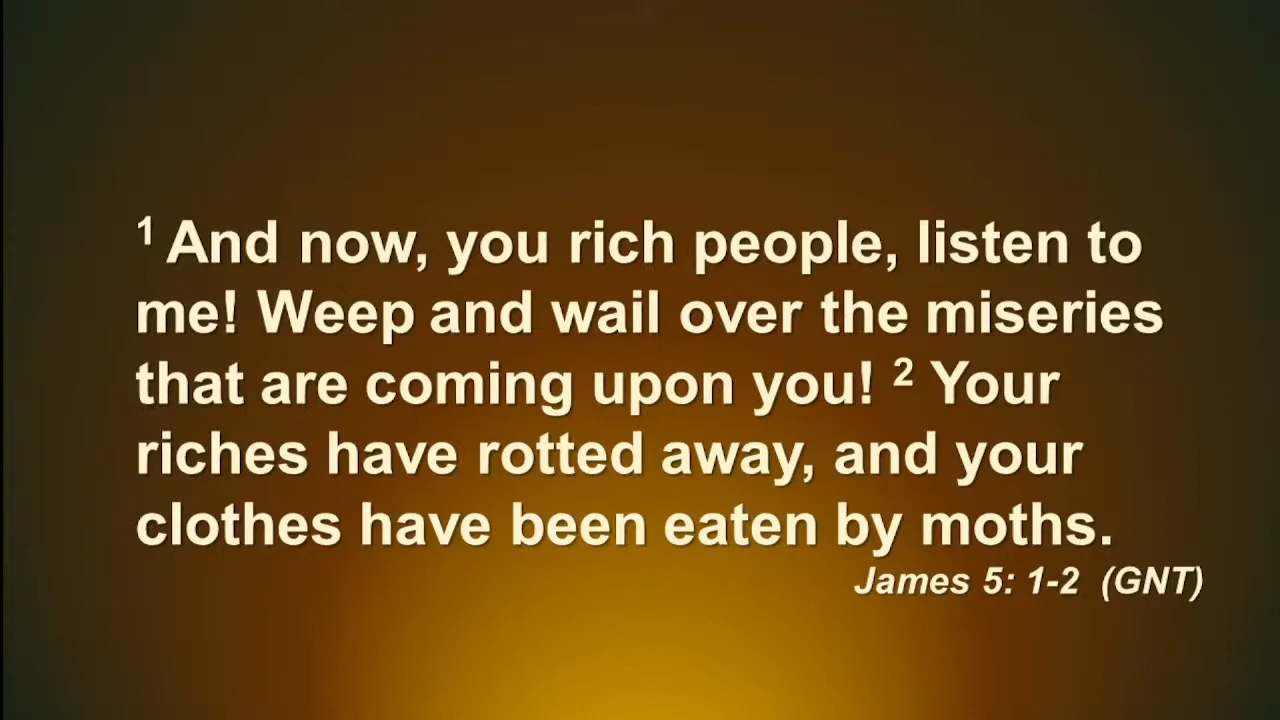 1 And now, you rich people, listen to
me! Weep and wail over the miseries
that are coming upon you! 2 Your
riches have rotted away, and your
clothes have been eaten by moths.
James 5: 1-2 (GNT)